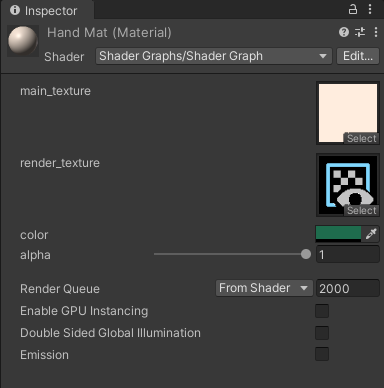 Inspector
Hand Mat (Material)
Shader Shader Graphs/Shader Graph Edit...
main_texture
Select
render_texture
Select
color
alpha 1
Render Queue From Shader 2000
Enable GPU Instancing
Double Sided Global Illumination
Emission